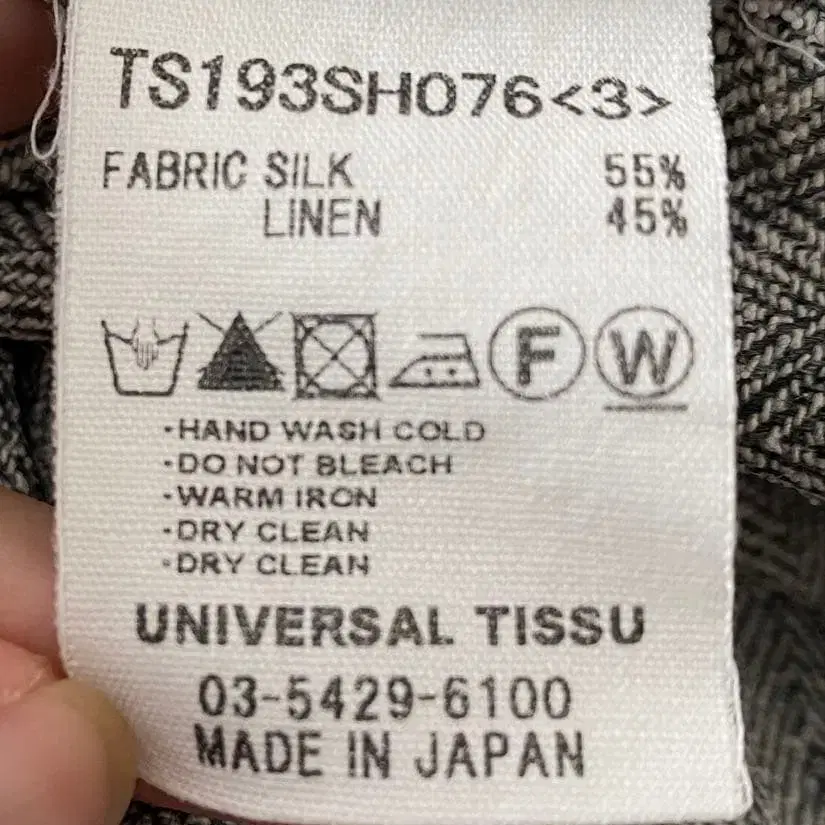 TS193SH076<3>
FABRIC SILK 55%
LINEN 45%
F W
·HAND WASH COLD
·DO NOT BLEACH
·WARM IRON
·DRY CLEAN
·DRY CLEAN
UNIVERSAL TISSU
03-5429-6100
MADE IN JAPAN